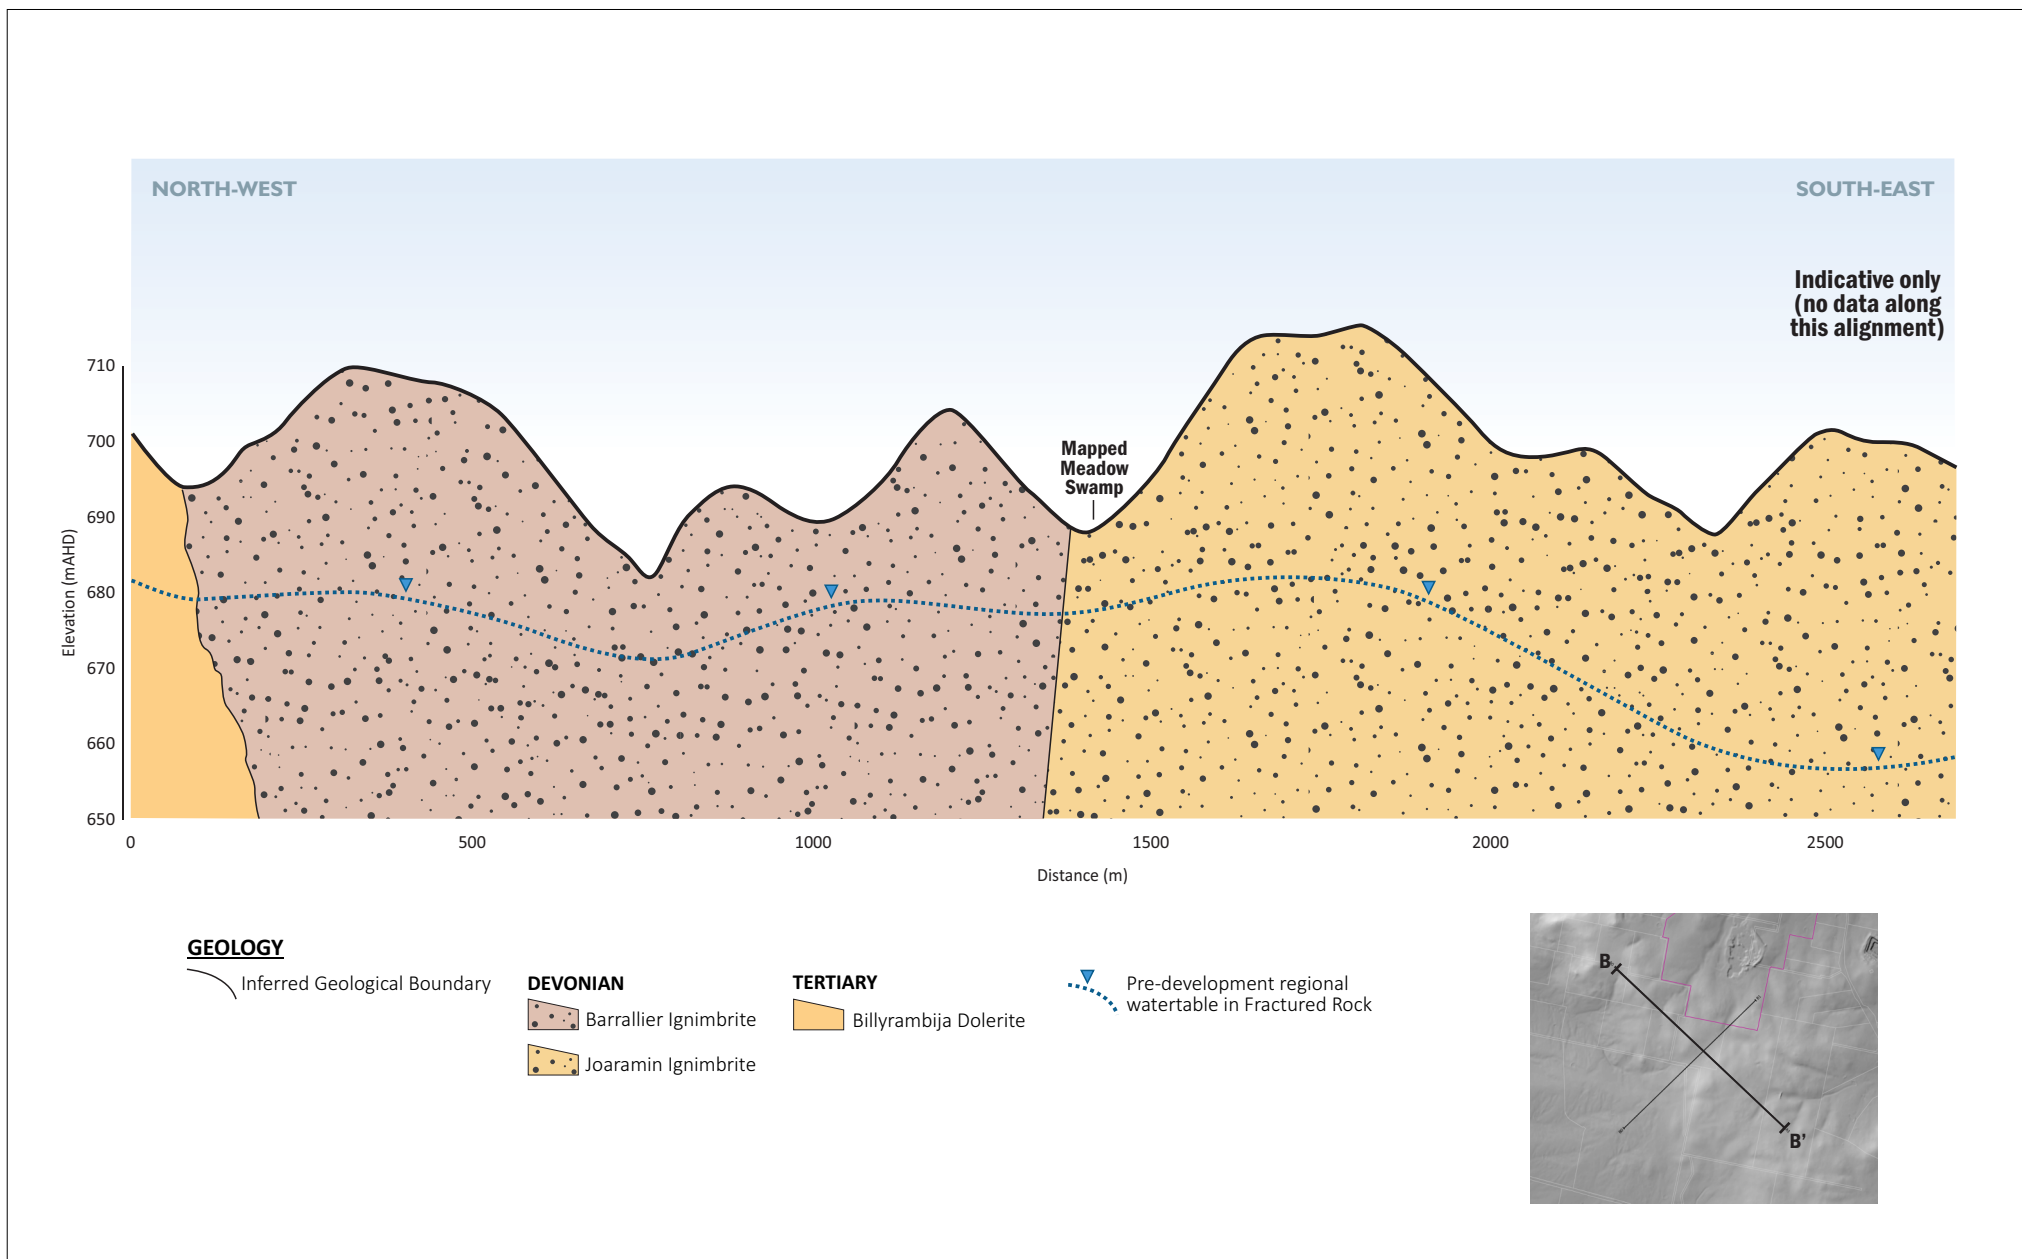 NORTH-WEST
SOUTH-EAST
Indicative only
(no data along
this alignment)
Mapped
Meadow
Swamp
Elevation (mAHD)
710
700
690
680
670
660
650
0
500
1000
1500
2000
2500
Distance (m)
GEOLOGY
Inferred Geological Boundary
DEVONIAN
Barrallier Ignimbrite
Joaramin Ignimbrite
TERTIARY
Billyrambija Dolerite
Pre-development regional
watertable in Fractured Rock
B
B'